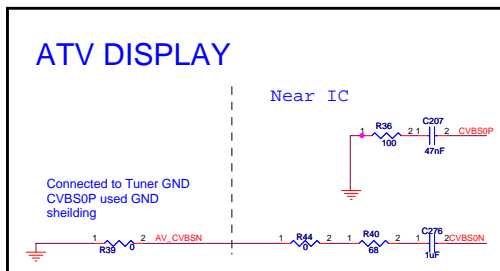 ATV DISPLAY
Near IC
1 R36 2 1 C207 2 CVBS0P
100 47nF
Connected to Tuner GND
CVBS0P used GND
sheilding
1 R39 0 2 AV_CVBSN 1 R44 0 2 1 R40 68 2 1 C276 1uF 2 CVBS0N